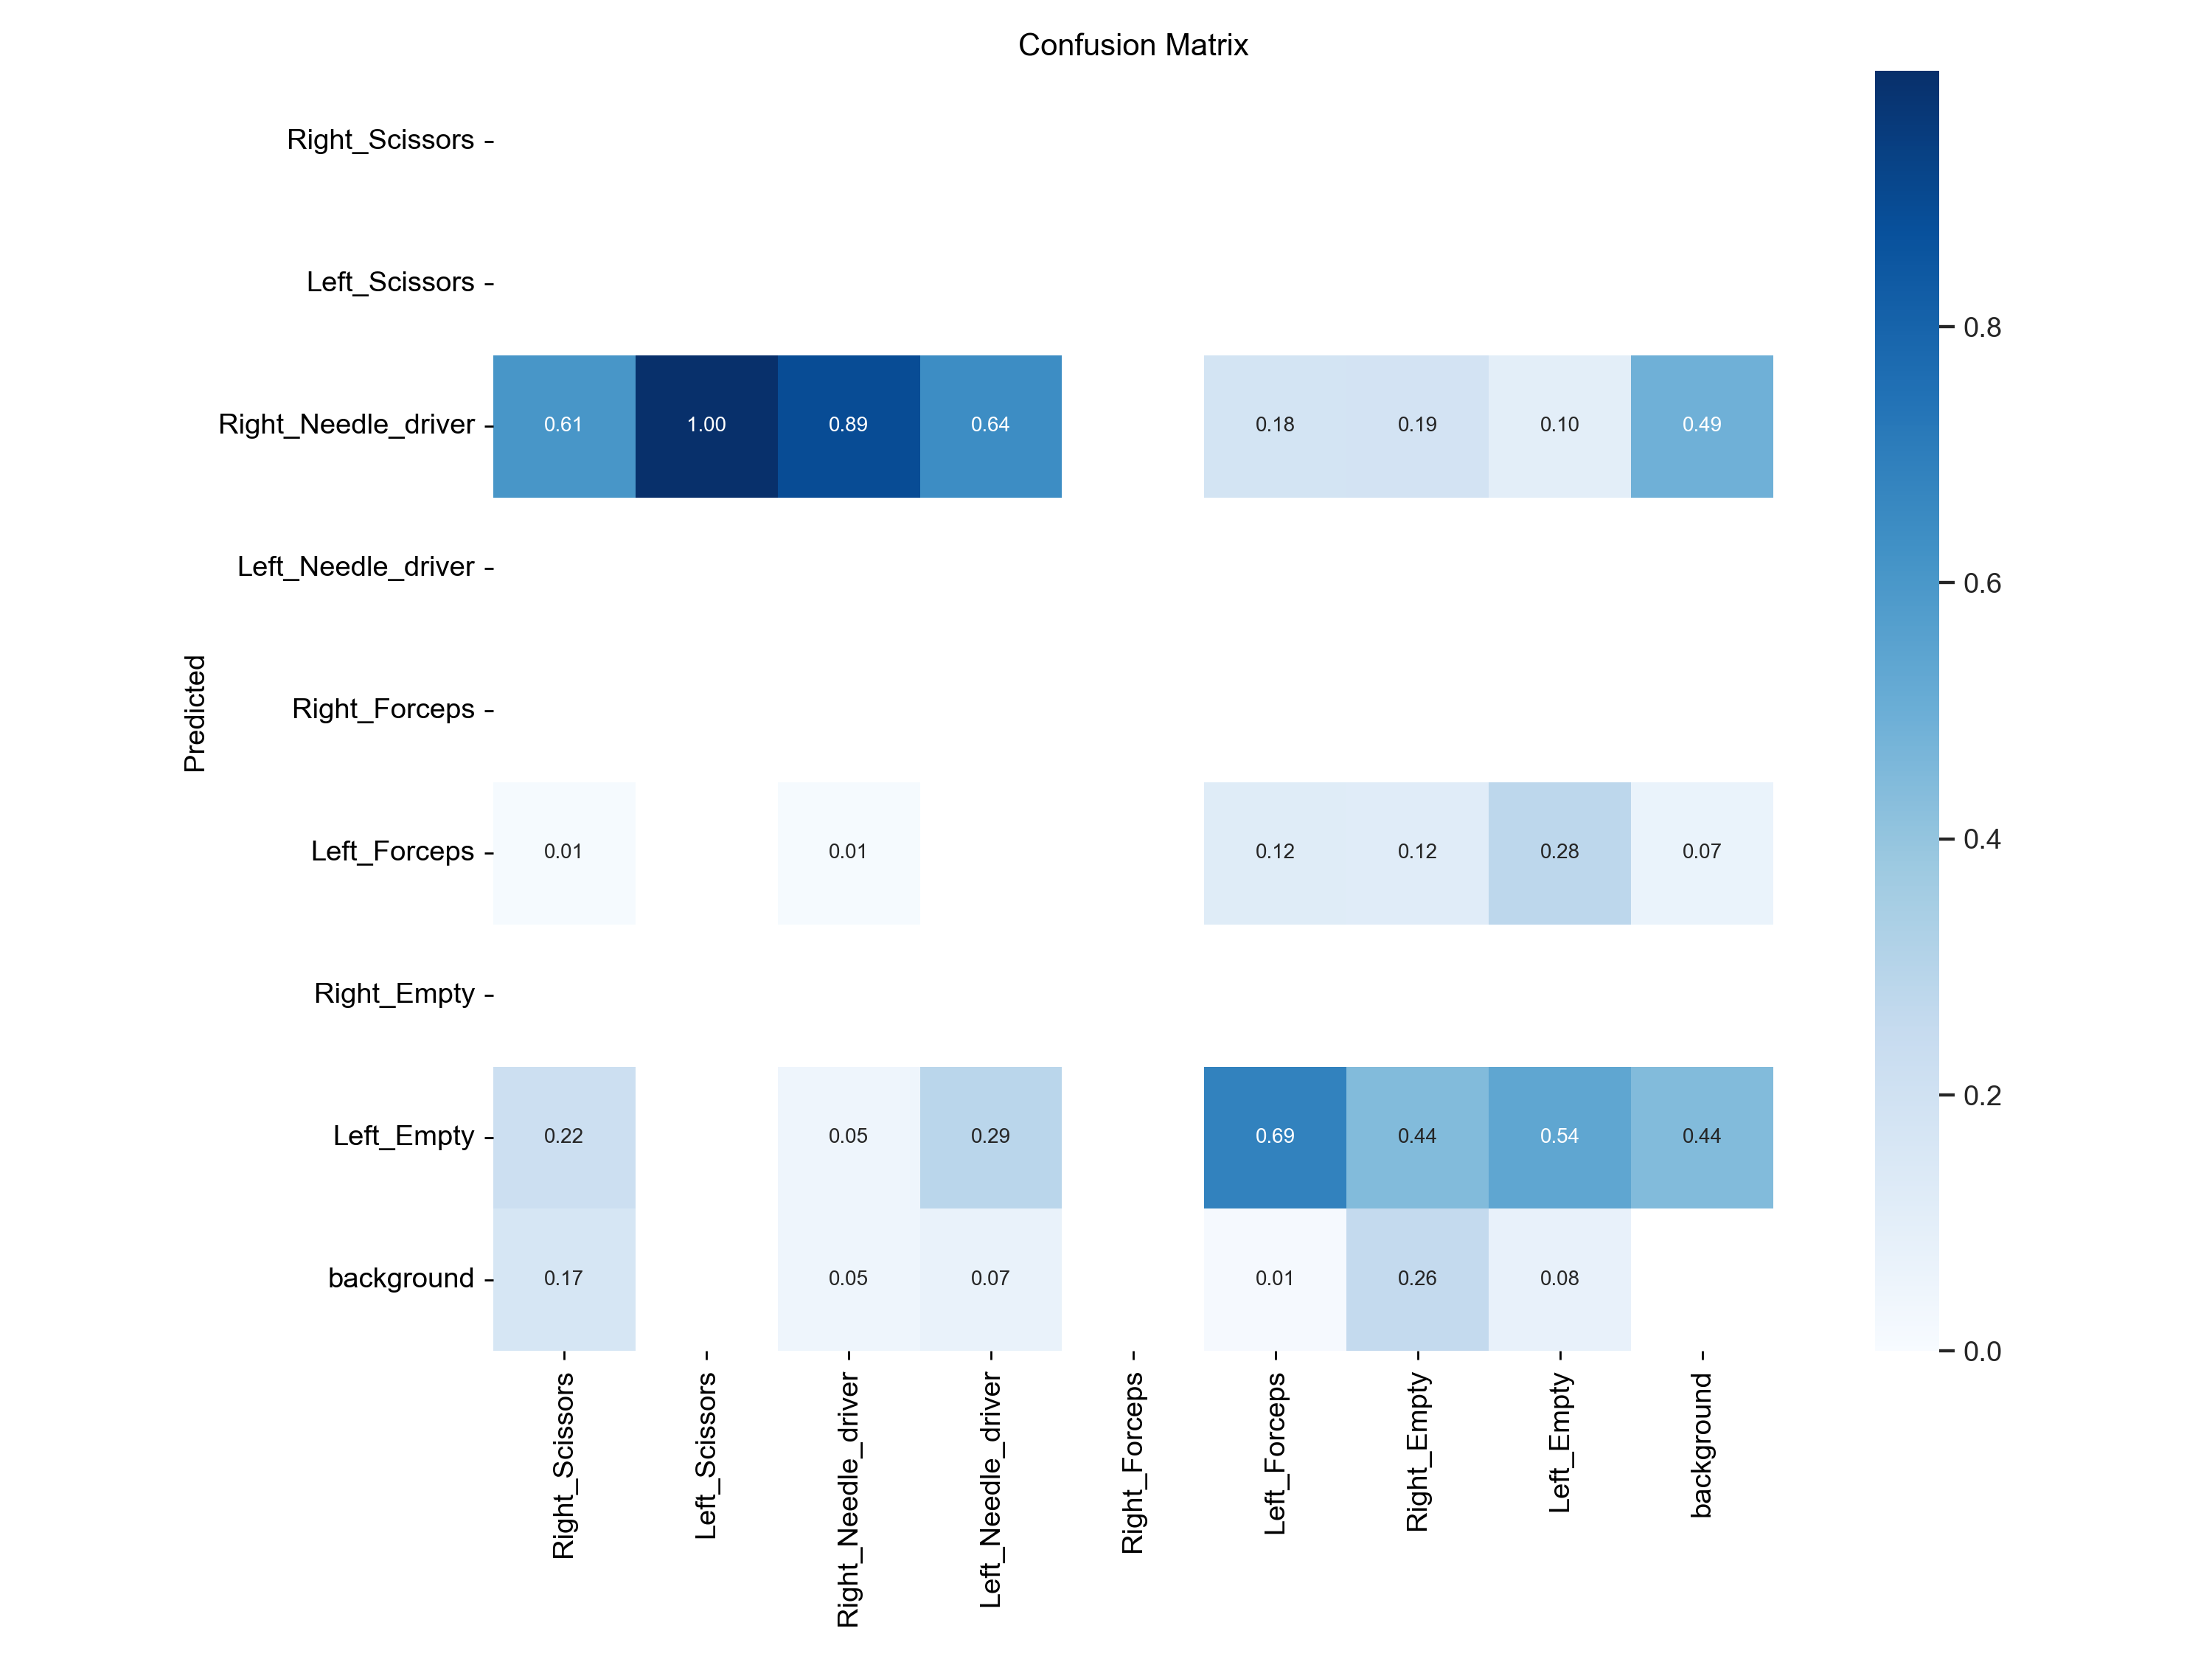 Confusion Matrix
Right_Scissors
Left_Scissors
Right_Needle_driver 0.61 1.00 0.89 0.64 0.18 0.19 0.10 0.49
Left_Needle_driver
Predicted
Right_Forceps
Left_Forceps 0.01 0.01 0.12 0.12 0.28 0.07
Right_Empty
Left_Empty 0.22 0.05 0.29 0.69 0.44 0.54 0.44
background 0.17 0.05 0.07 0.01 0.26 0.08
Right_Scissors
Left_Scissors
Right_Needle_driver
Left_Needle_driver
Right_Forceps
Left_Forceps
Right_Empty
Left_Empty
background
0.8
0.6
0.4
0.2
0.0